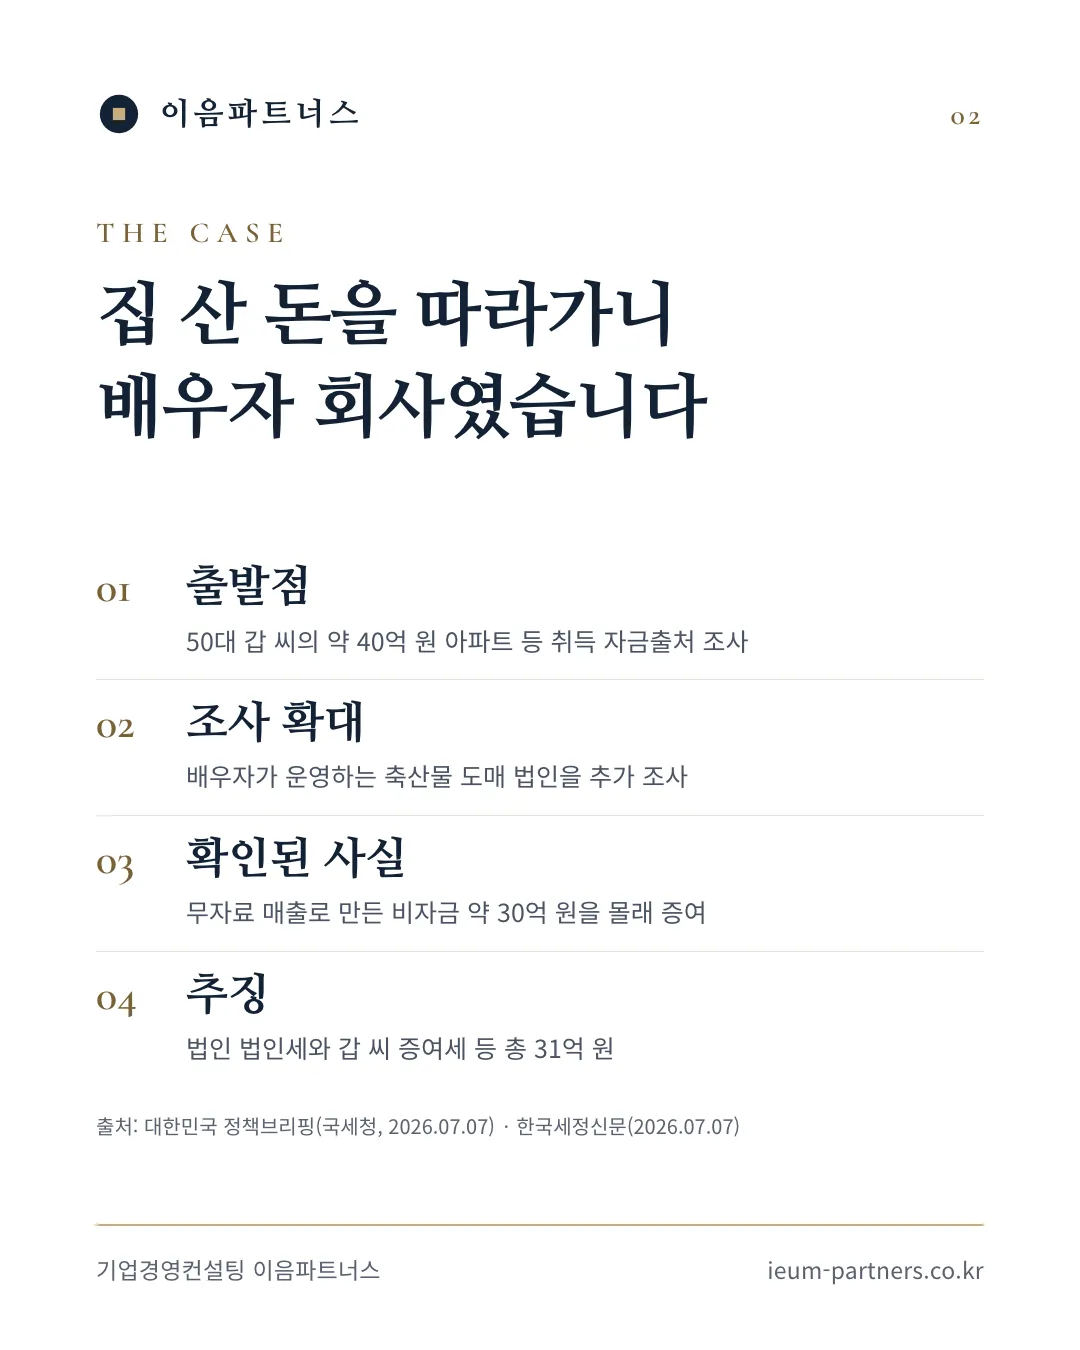 이음파트너스
02
THE CASE
집 산 돈을 따라가니
배우자 회사였습니다
01 출발점
50대 갑 씨의 약 40억 원 아파트 등 취득 자금출처 조사
02 조사 확대
배우자가 운영하는 축산물 도매 법인을 추가 조사
03 확인된 사실
무자료 매출로 만든 비자금 약 30억 원을 몰래 증여
04 추징
법인 법인세와 갑 씨 증여세 등 총 31억 원
출처: 대한민국 정책브리핑(국세청, 2026.07.07) · 한국세정신문(2026.07.07)
기업경영컨설팅 이음파트너스
ieum-partners.co.kr